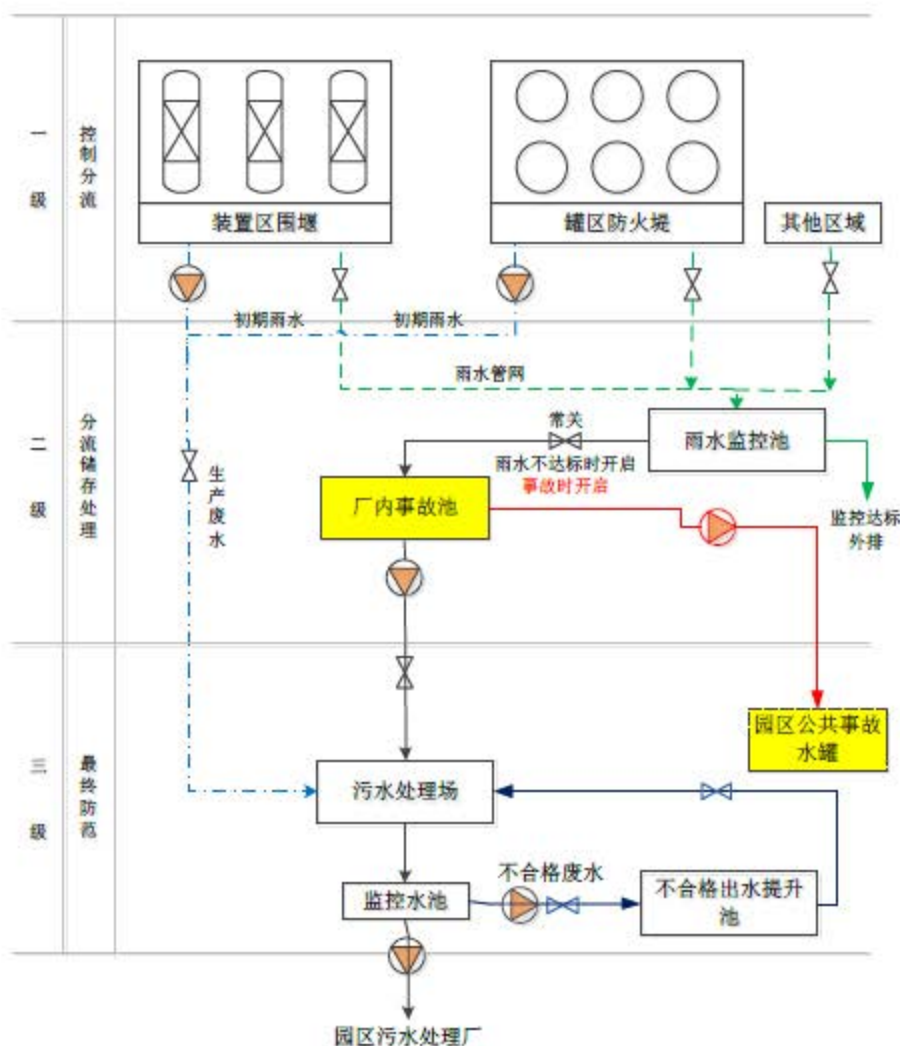 一级
控制分流
装置区围堰
罐区防火堤
其他区域
初期雨水
初期雨水
雨水管网
二级
分流储存处理
生产废水
常关
雨水不达标时开启
事故时开启
雨水监控池
厂内事故池
监控达标
外排
三级
最终防范
园区公共事故
水罐
污水处理场
不合格废水
监控水池
不合格出水提升
池
园区污水处理厂